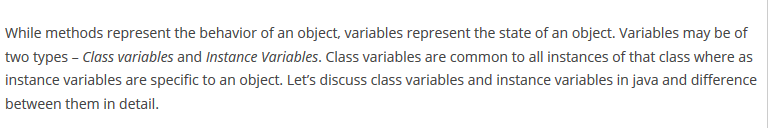 While methods represent the behavior of an object, variables represent the state of an object. Variables may be of
two types – Class variables and Instance Variables. Class variables are common to all instances of that class where as
instance variables are specific to an object. Let’s discuss class variables and instance variables in java and difference
between them in detail.